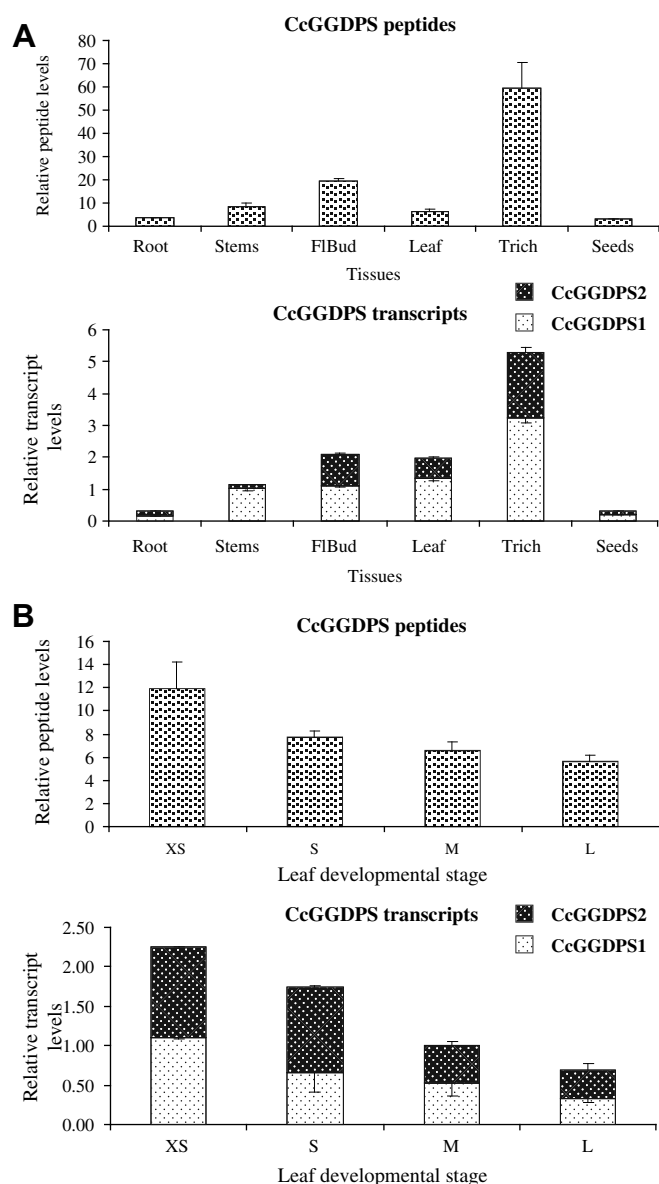 A
CcGGDPS peptides
Relative peptide levels
80
70
60
50
40
30
20
10
0
Root Stems FlBud Leaf Trich Seeds
Tissues
CcGGDPS2
CcGGDPS1
CcGGDPS transcripts
Relative transcript
levels
6
5
4
3
2
1
0
Root Stems FlBud Leaf Trich Seeds
Tissues
B
CcGGDPS peptides
Relative peptide levels
16
14
12
10
8
6
4
2
0
XS S M L
Leaf developmental stage
CcGGDPS transcripts
CcGGDPS2
CcGGDPS1
Relative transcript
levels
2.50
2.00
1.50
1.00
0.50
0.00
XS S M L
Leaf developmental stage